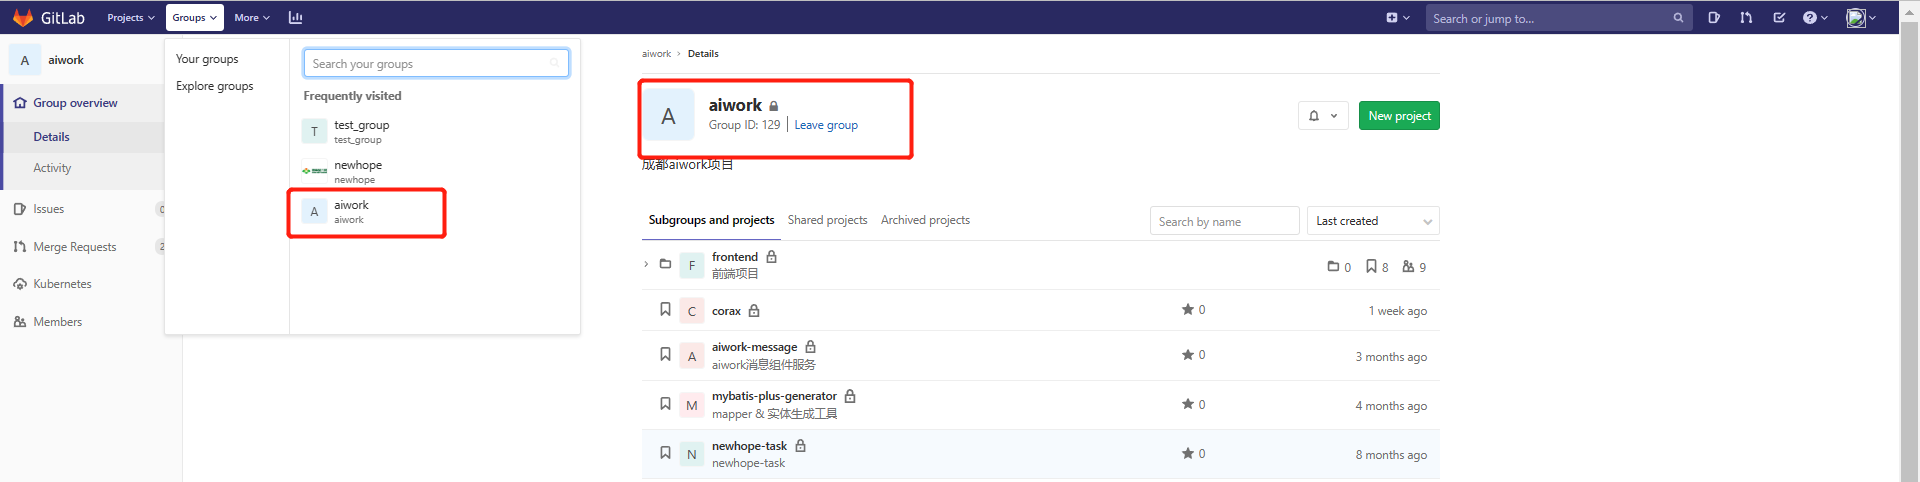 GitLab Projects Groups More Search or jump to...
A aiwork
Group overview
Details
Activity
Issues
Merge Requests 2
Kubernetes
Members
Your groups
Explore groups
Search your groups
Frequently visited
T test_group
test_group
newhope
newhope
A aiwork
aiwork
aiwork › Details
A aiwork
Group ID: 129 | Leave group
New project
成都aiwork项目
Subgroups and projects Shared projects Archived projects Search by name Last created
F frontend 0 8 9
前端项目
C corax 0 1 week ago
A aiwork-message 0 3 months ago
aiwork消息组件服务
M mybatis-plus-generator 0 4 months ago
mapper & 实体生成工具
N newhope-task 0 8 months ago
newhope-task